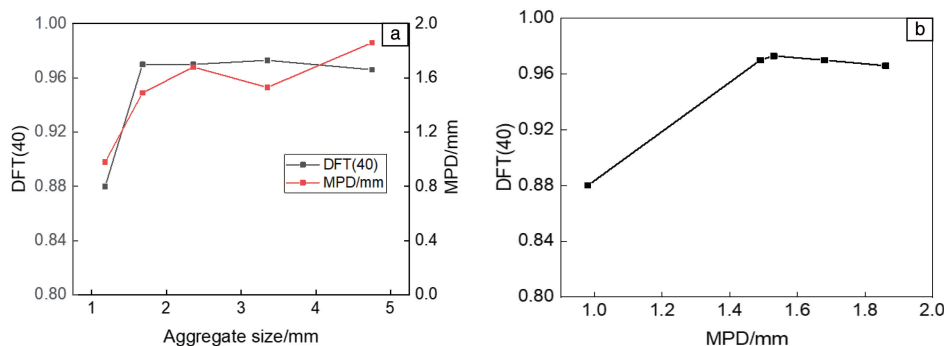 a
1.00
0.96
0.92
0.88
0.84
0.80
DFT(40)
2.0
1.6
1.2
0.8
0.4
0.0
MPD/mm
DFT(40)
MPD/mm
1 2 3 4 5
Aggregate size/mm
b
1.00
0.96
0.92
0.88
0.84
0.80
DFT(40)
1.0 1.2 1.4 1.6 1.8 2.0
MPD/mm